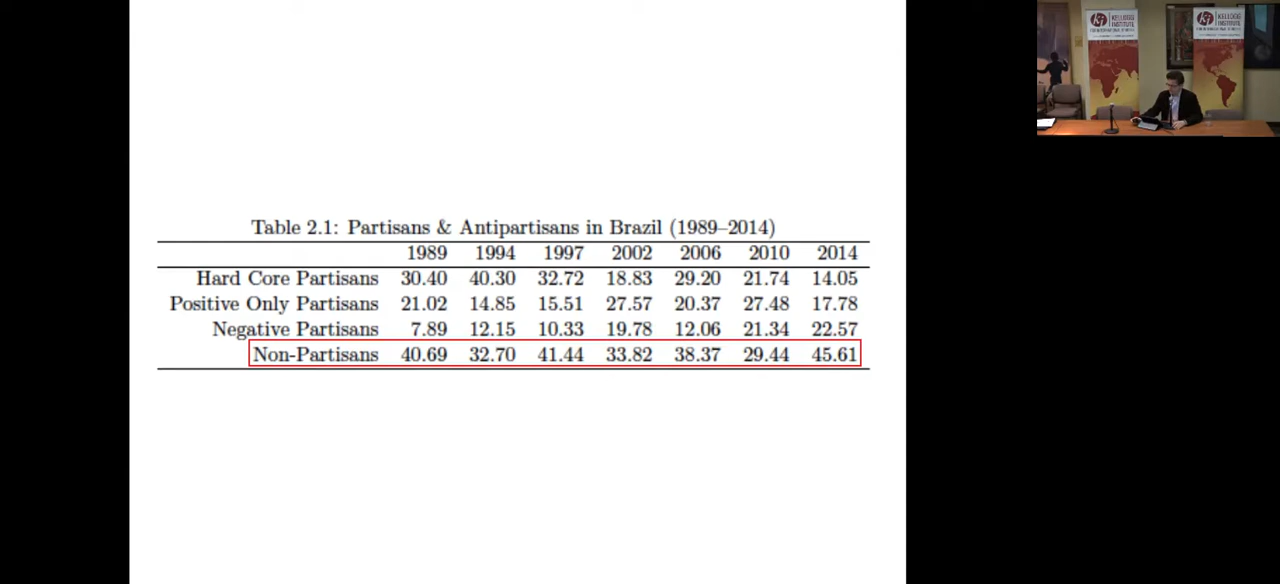 Table 2.1: Partisans & Antipartisans in Brazil (1989–2014)
1989 1994 1997 2002 2006 2010 2014
Hard Core Partisans 30.40 40.30 32.72 18.83 29.20 21.74 14.05
Positive Only Partisans 21.02 14.85 15.51 27.57 20.37 27.48 17.78
Negative Partisans 7.89 12.15 10.33 19.78 12.06 21.34 22.57
Non-Partisans 40.69 32.70 41.44 33.82 38.37 29.44 45.61
KELLOGG
INSTITUTE
KELLOGG
INSTITUTE